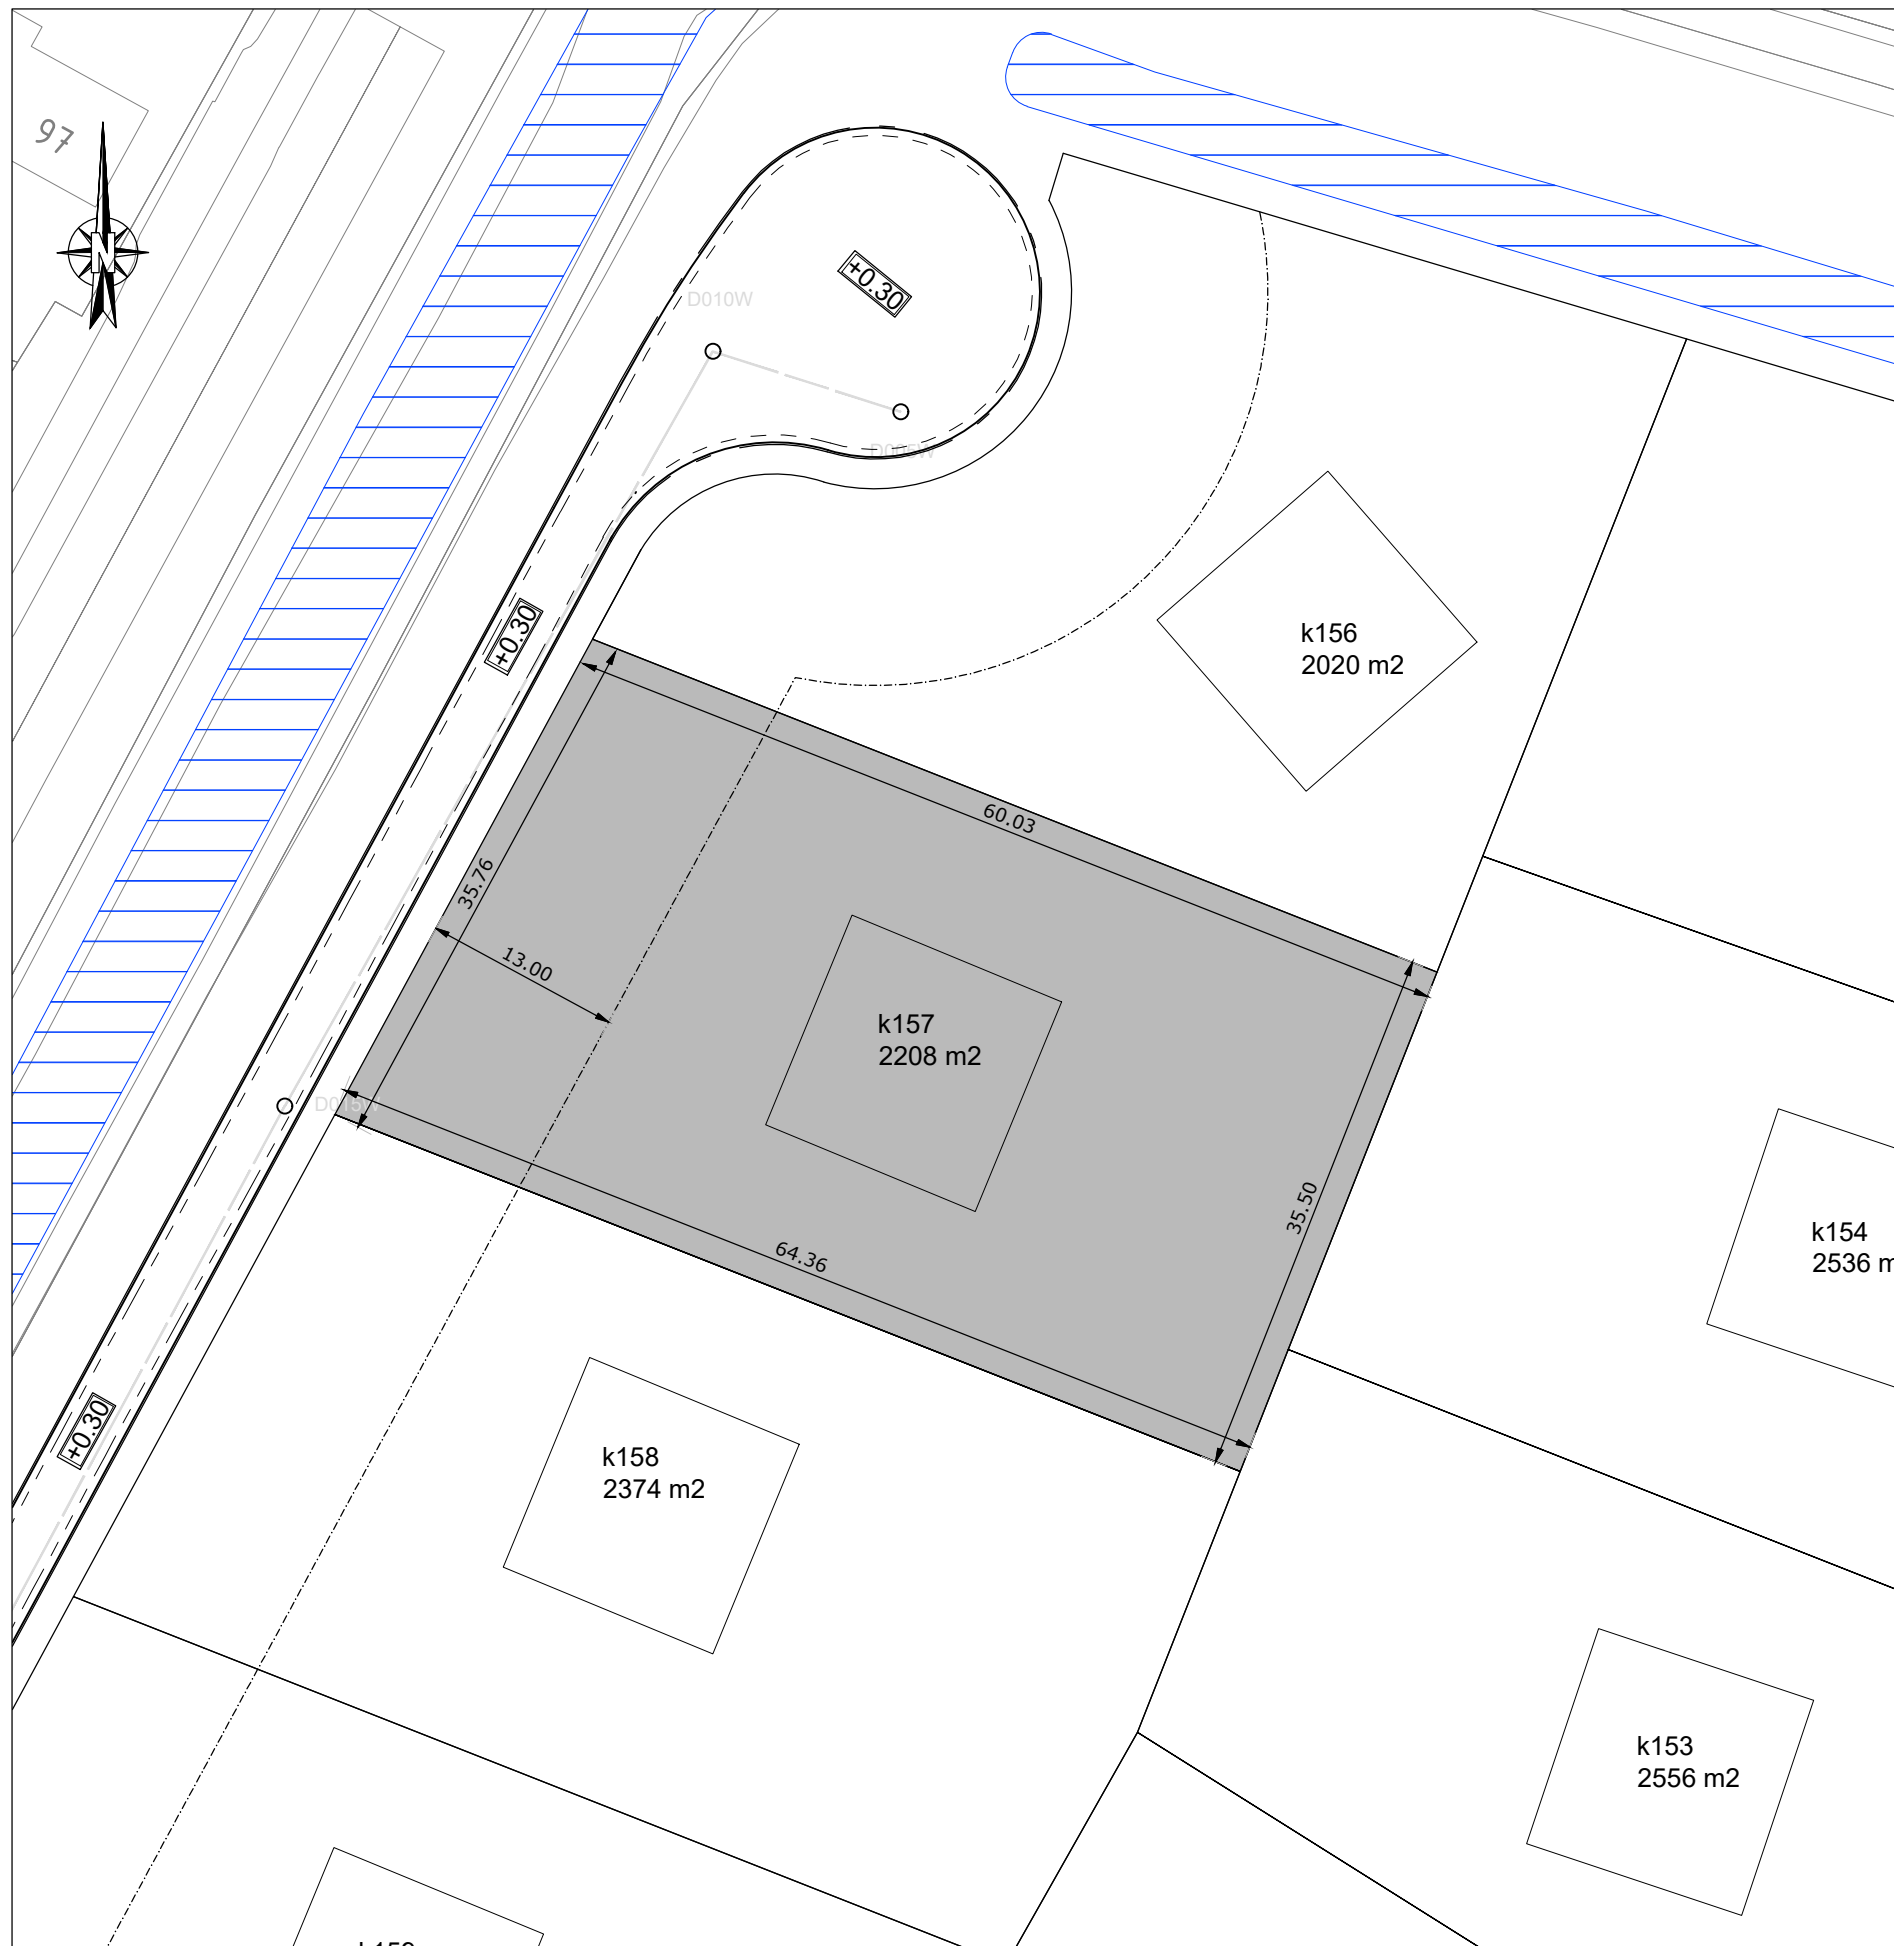 97
N
+0.30
D010W
+0.30
k156
2020 m2
60.03
35.76
13.00
k157
2208 m2
D015W
35.50
64.36
k154
2536 m
+0.30
k158
2374 m2
k153
2556 m2